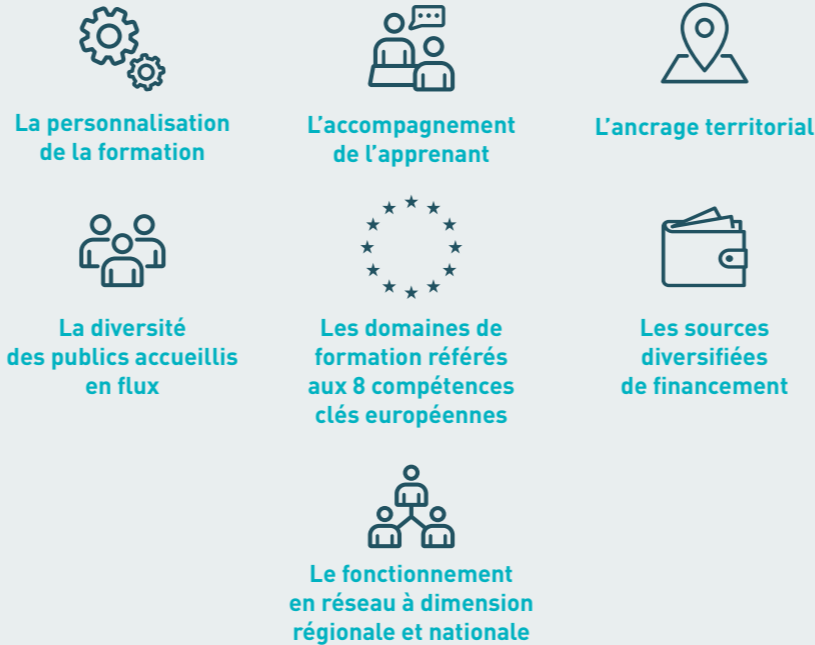 La personnalisation
de la formation
L'accompagnement
de l'apprenant
L'ancrage territorial
La diversité
des publics accueillis
en flux
Les domaines de
formation référés
aux 8 compétences
clés européennes
Les sources
diversifiées
de financement
Le fonctionnement
en réseau à dimension
régionale et nationale